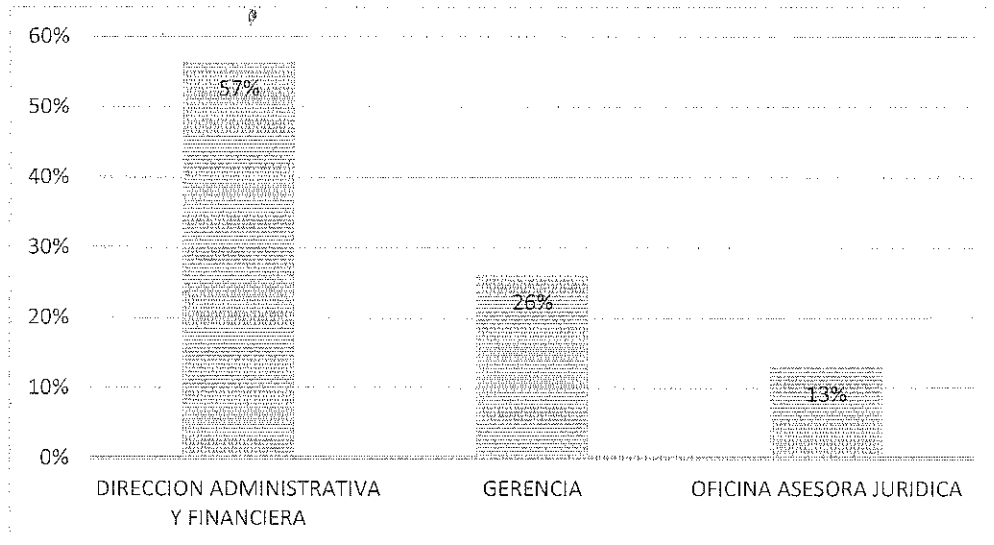 60%
50%
40%
30%
20%
10%
0%
57%
26%
13%
DIRECCION ADMINISTRATIVA
Y FINANCIERA
GERENCIA
OFICINA ASESORA JURIDICA